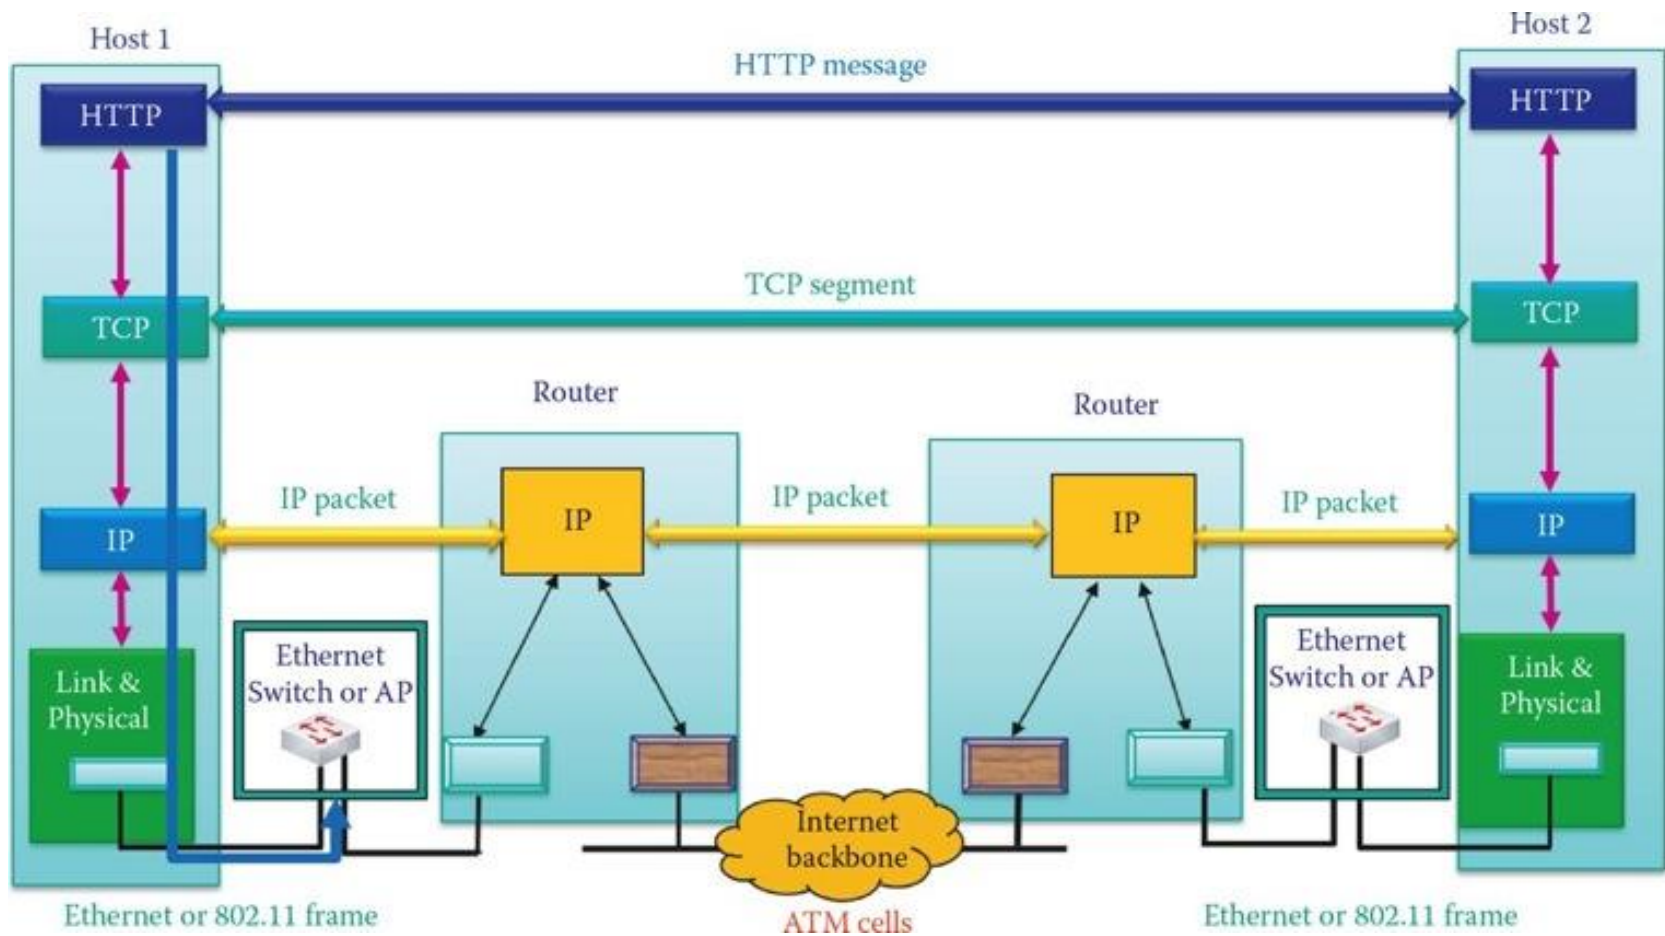 Host 1
Host 2
HTTP message
HTTP
HTTP
TCP segment
TCP
TCP
Router
Router
IP packet
IP packet
IP packet
IP
IP
IP
IP
Ethernet
Switch or AP
Ethernet
Switch or AP
Link &
Physical
Link &
Physical
Internet
backbone
Ethernet or 802.11 frame
ATM cells
Ethernet or 802.11 frame